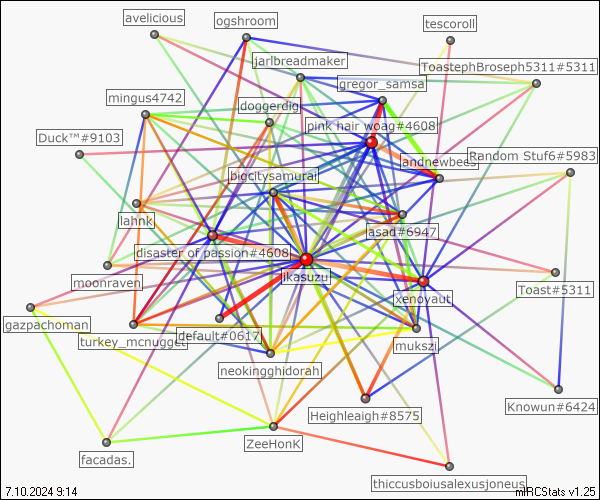 avelicious
ogshroom
tescoroll
jarlbreadmaker
ToastephBroseph5311#5311
gregor_samsa
mingus4742
doggerdig
pink hair woag#4608
Duck™#9103
andnewbees
Random Stuf6#5983
bigcitysamurai
lahnk
asad#6947
disaster of passion#4608
ikasuzu
moonraven
Toast#5311
xenoyaut
gazpachoman
turkey_mcnugget
default#0617
mukszi
neokingghidorah
Heighleaigh#8575
Knowun#6424
ZeeHonK
facadas.
thiccusboiusalexusjoneus
7.10.2024 9:14
mIRCStats v1.25